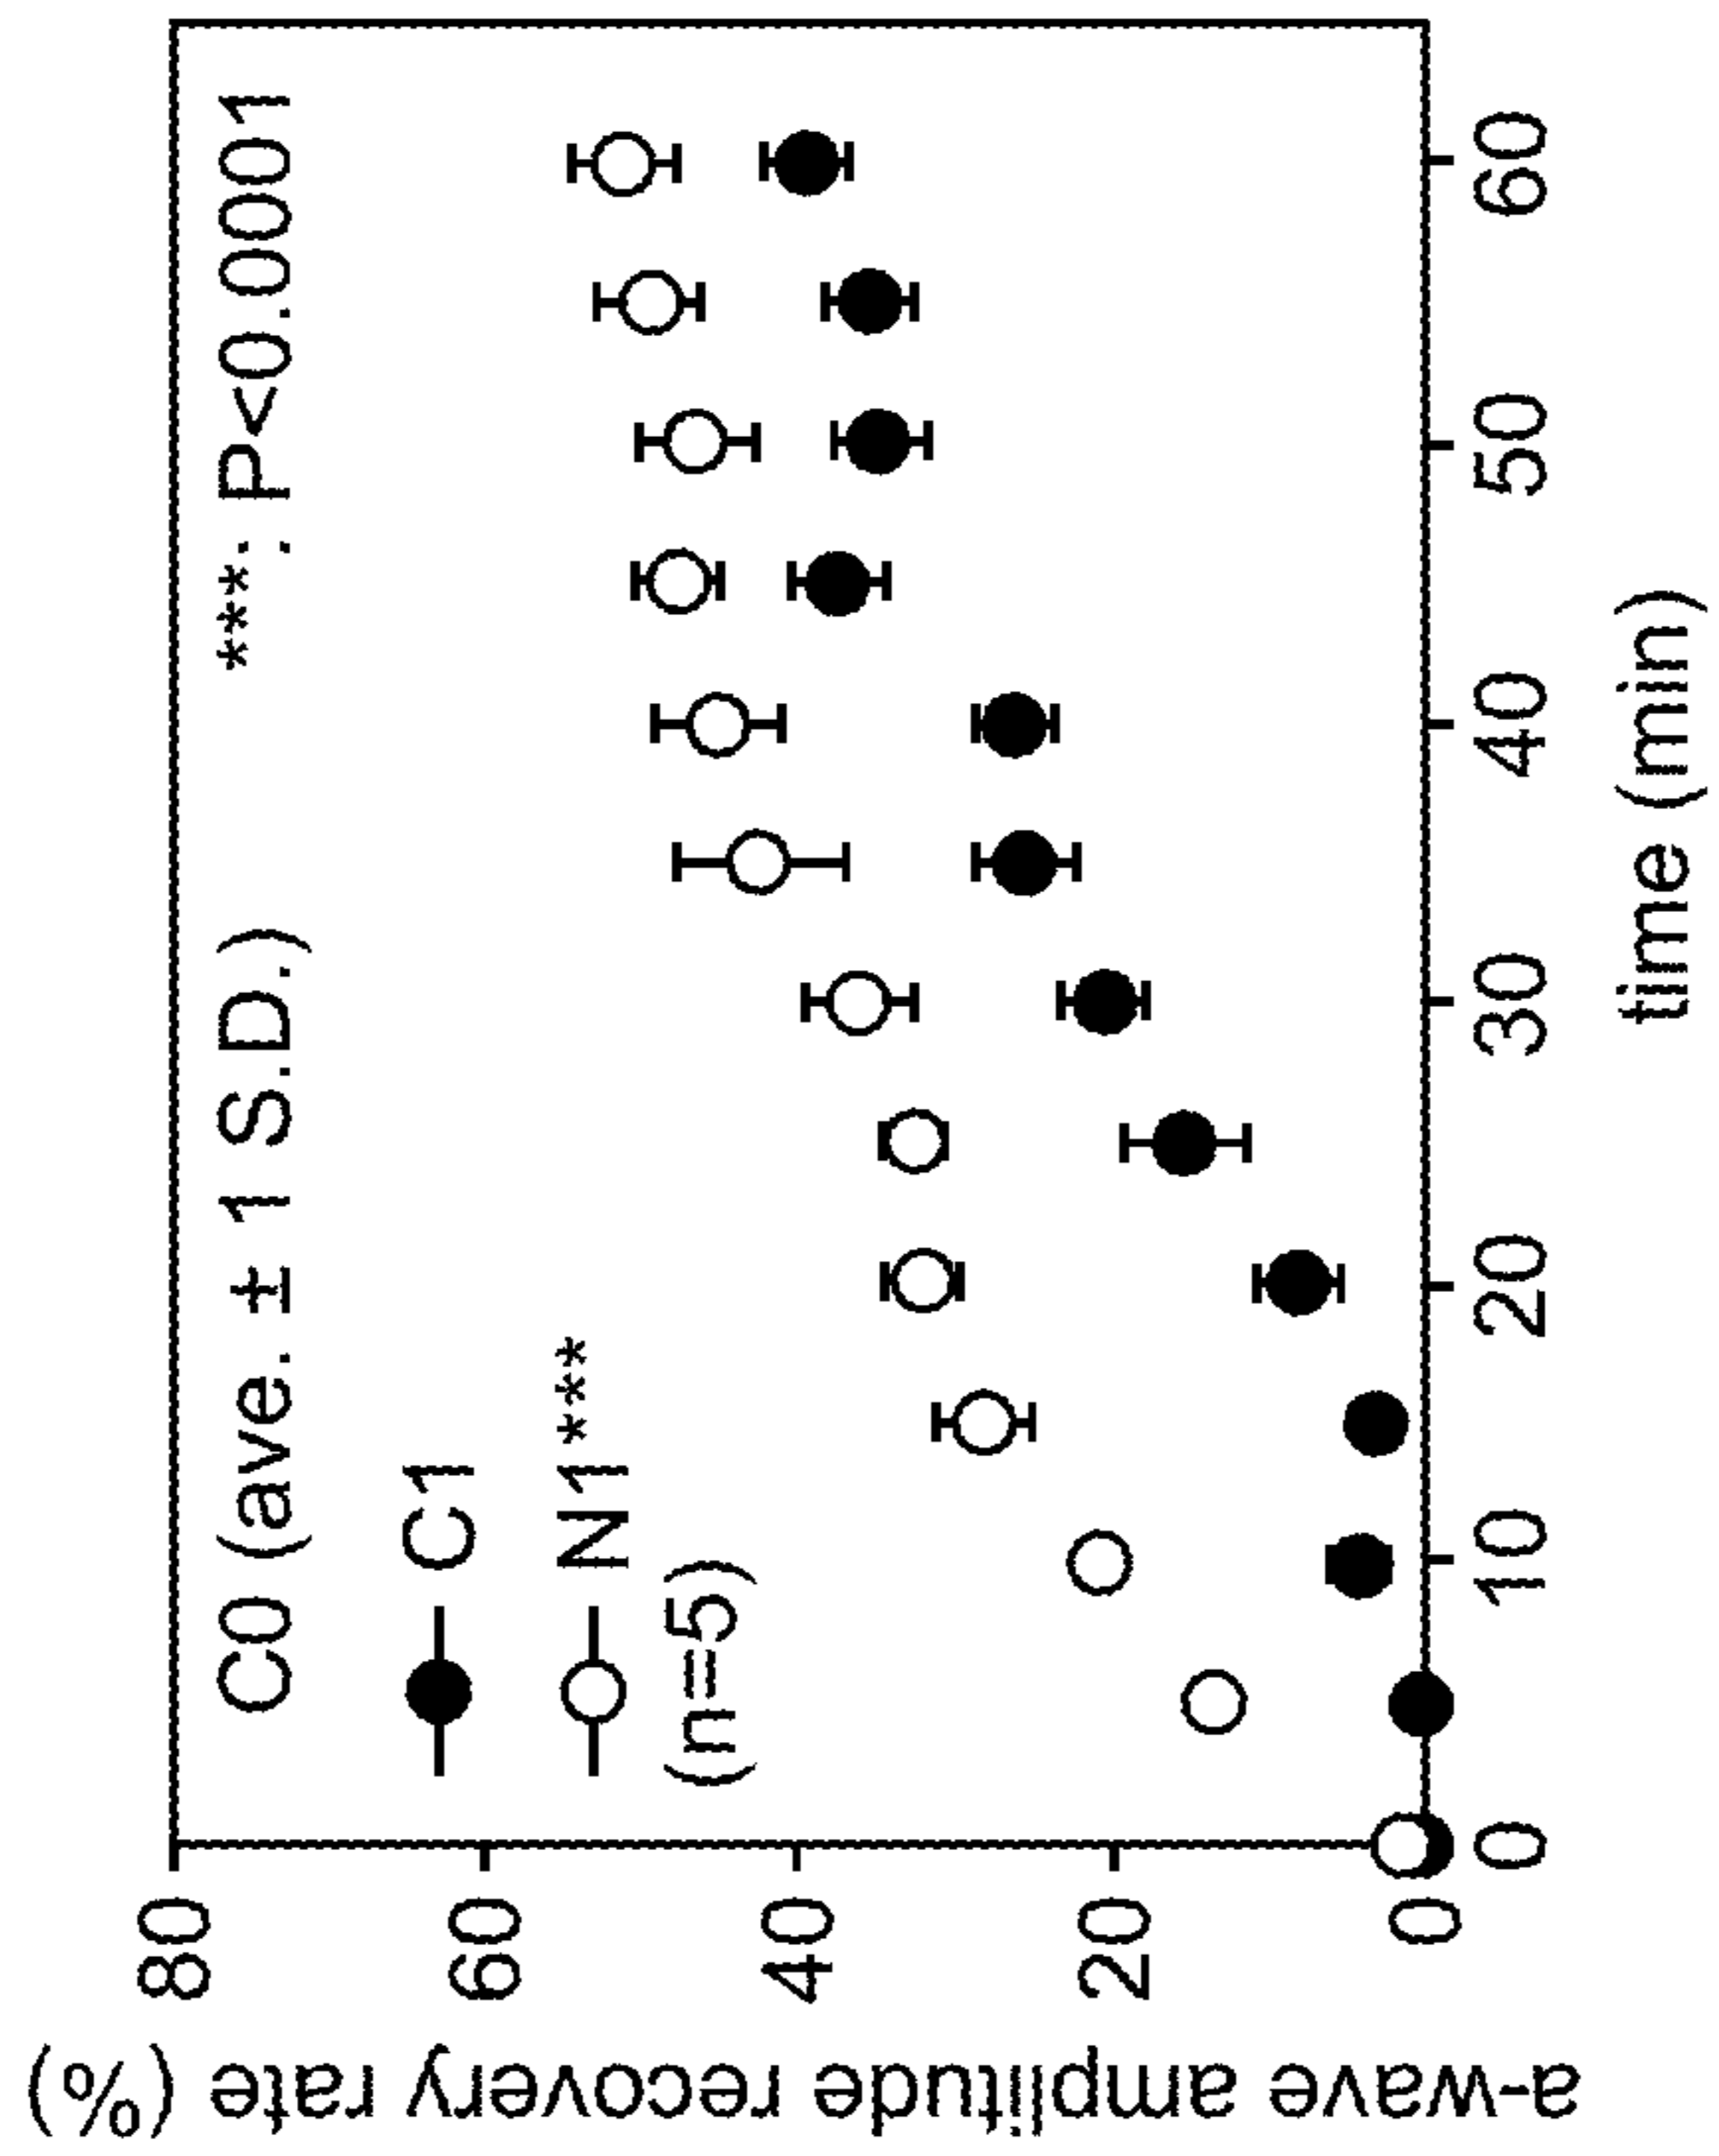 C0 (ave. ± 1 S.D.)
***; P<0.0001
C1
N1***
(n=5)
a-wave amplitude recovery rate (%)
80
60
40
20
0
0 10 20 30 40 50 60
time (min)